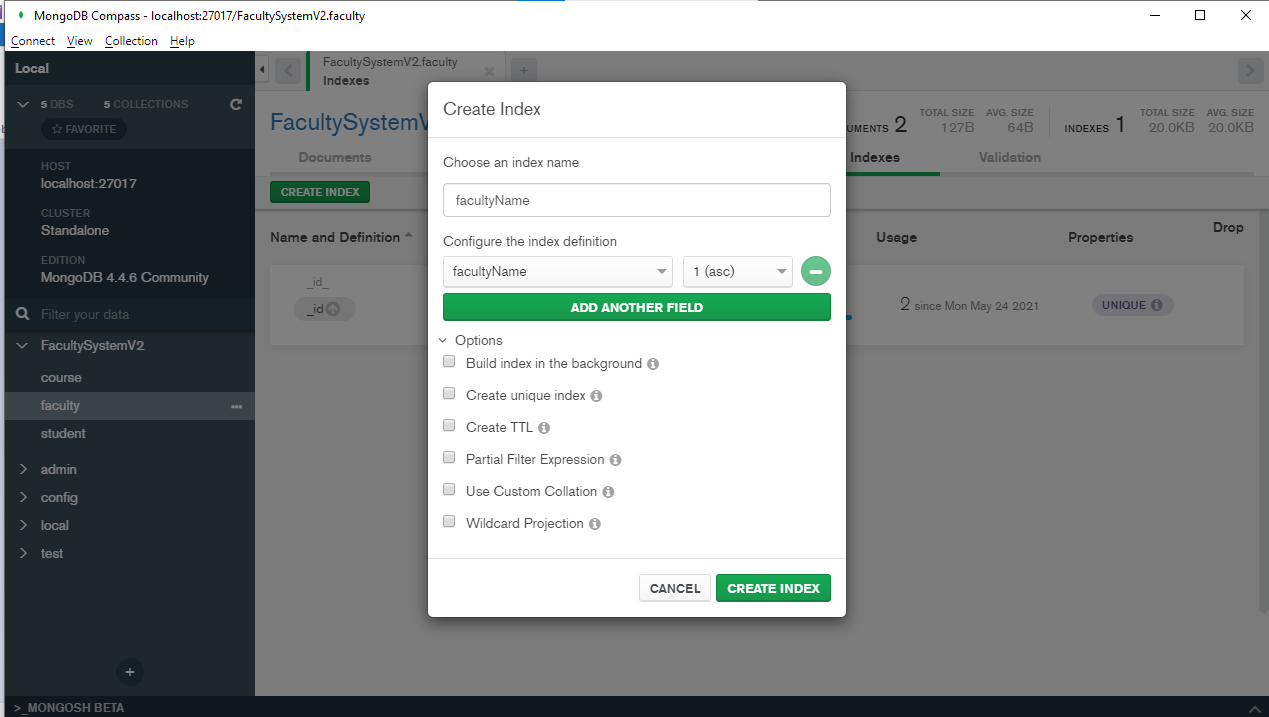 MongoDB Compass - localhost:27017/FacultySystemV2.faculty
Connect View Collection Help
Local
5 DBS 5 COLLECTIONS
FAVORITE
HOST
localhost:27017
CLUSTER
Standalone
EDITION
MongoDB 4.4.6 Community
Filter your data
FacultySystemV2
course
faculty
student
admin
config
local
test
>_MONGOSH BETA
FacultySystemV2.faculty
Indexes
FacultySystemV
UMENTS 2 TOTAL SIZE 127B AVG. SIZE 64B INDEXES 1 TOTAL SIZE 20.0KB AVG. SIZE 20.0KB
Documents Indexes Validation
CREATE INDEX
Name and Definition Usage Properties Drop
_id_
_id
2 since Mon May 24 2021 UNIQUE
Create Index
Choose an index name
facultyName
Configure the index definition
facultyName 1 (asc)
ADD ANOTHER FIELD
Options
Build index in the background
Create unique index
Create TTL
Partial Filter Expression
Use Custom Collation
Wildcard Projection
CANCEL CREATE INDEX